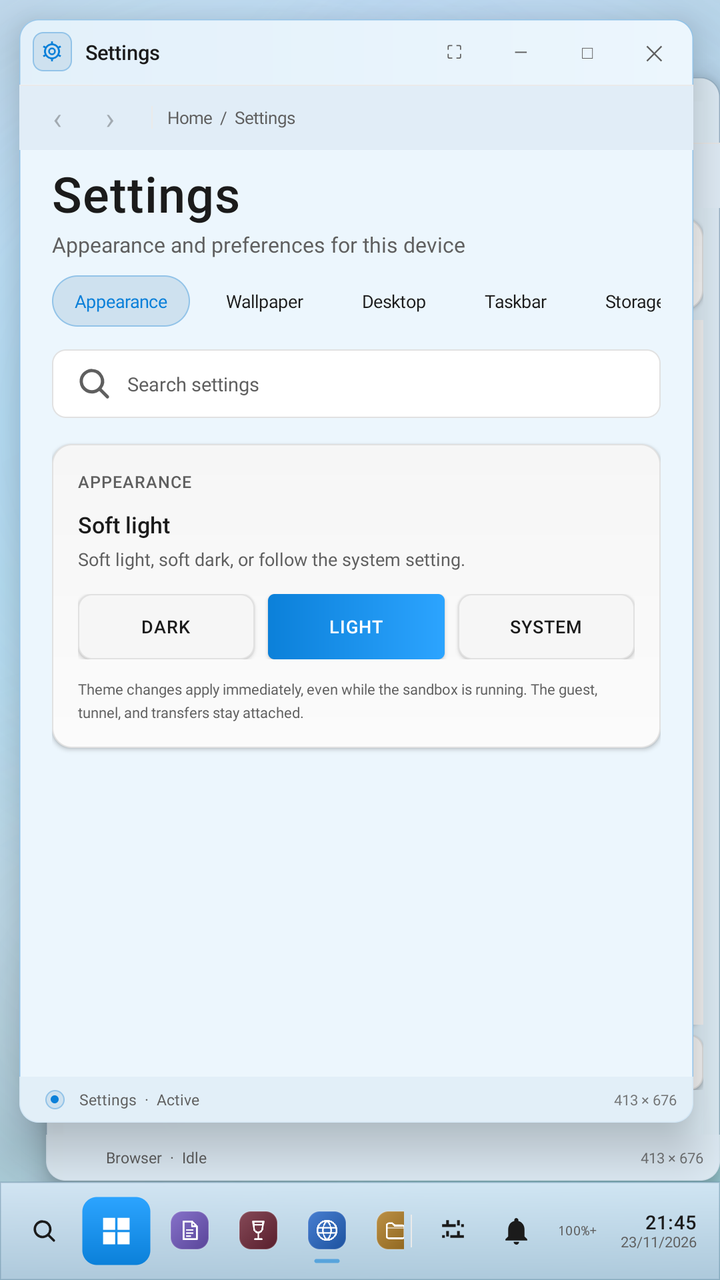 Settings
Home / Settings
Settings
Appearance and preferences for this device
Appearance Wallpaper Desktop Taskbar Storage
Search settings
APPEARANCE
Soft light
Soft light, soft dark, or follow the system setting.
DARK LIGHT SYSTEM
Theme changes apply immediately, even while the sandbox is running. The guest,
tunnel, and transfers stay attached.
Settings · Active 413 × 676
Browser · Idle 413 × 676
100%+ 21:45
23/11/2026